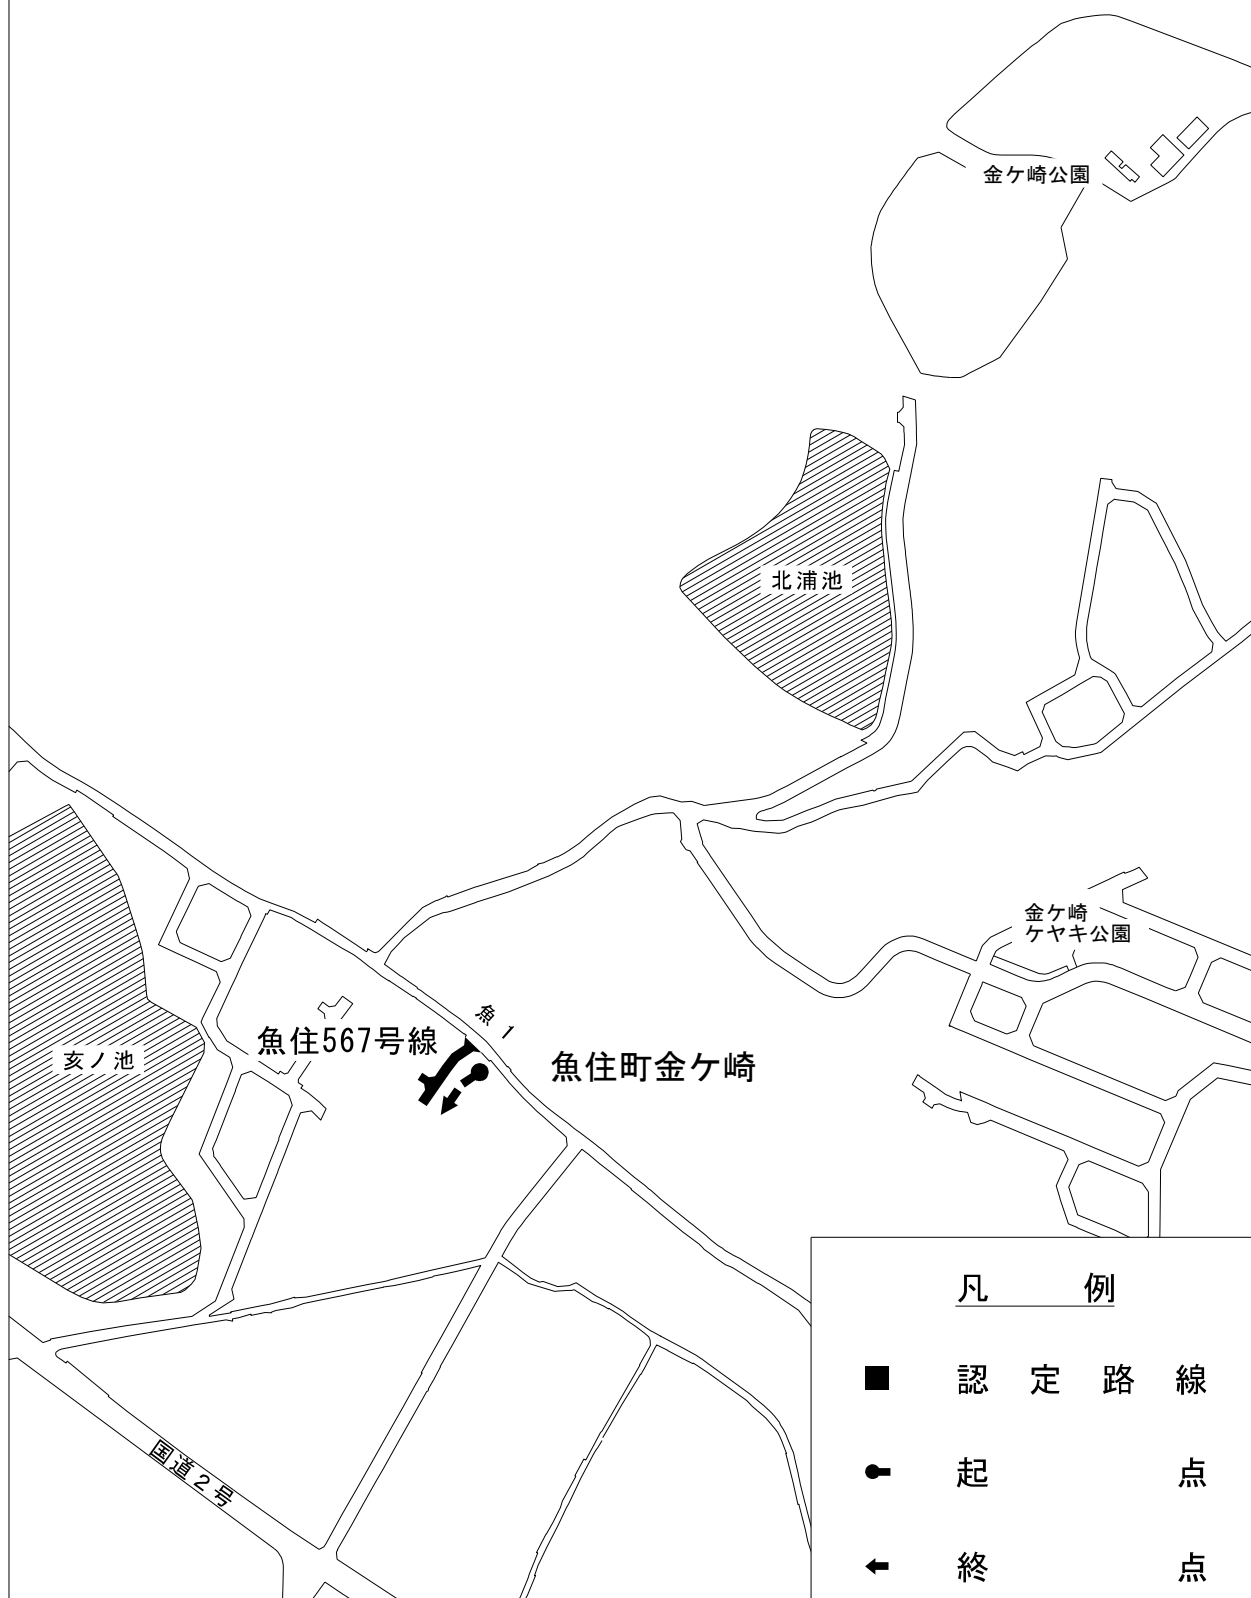 金ケ崎公園
北浦池
金ケ崎
ケヤキ公園
魚1
魚住567号線
魚住町金ケ崎
亥ノ池
国道2号
凡例
認定路線
起点
終点